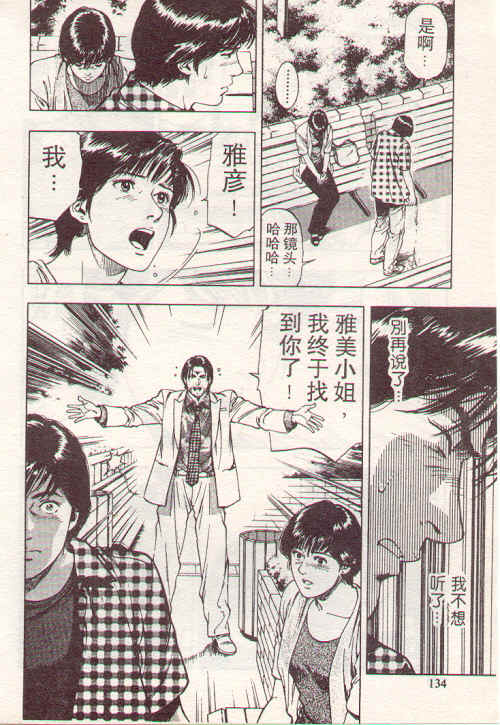 是啊…
………
那镜头…
哈哈哈…
雅彦！
我…
別再说了…
我不想
听了…
雅美小姐，
我终于找
到你了！
134